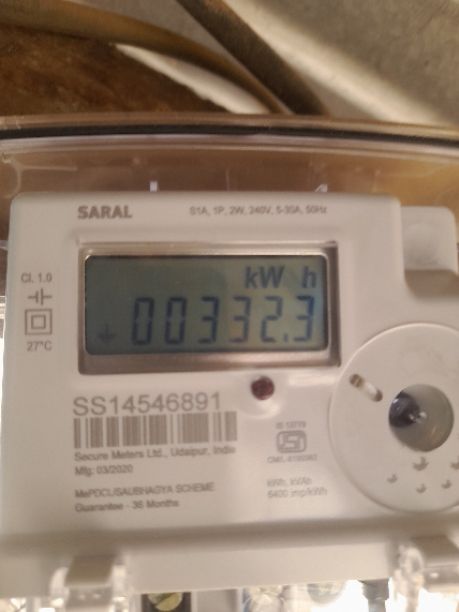 SARAL
S1A, 1P, 2W, 240V, 5-30A, 50Hz
Cl. 1.0
27°C
kW h
00332.3
SS14546891
Secure Meters Ltd., Udaipur, India
Mfg: 03/2020
IS 13779
MePDCL/SAUBHAGYA SCHEME
Guarantee - 36 Months
kWh, kVAh
6400 imp/kWh